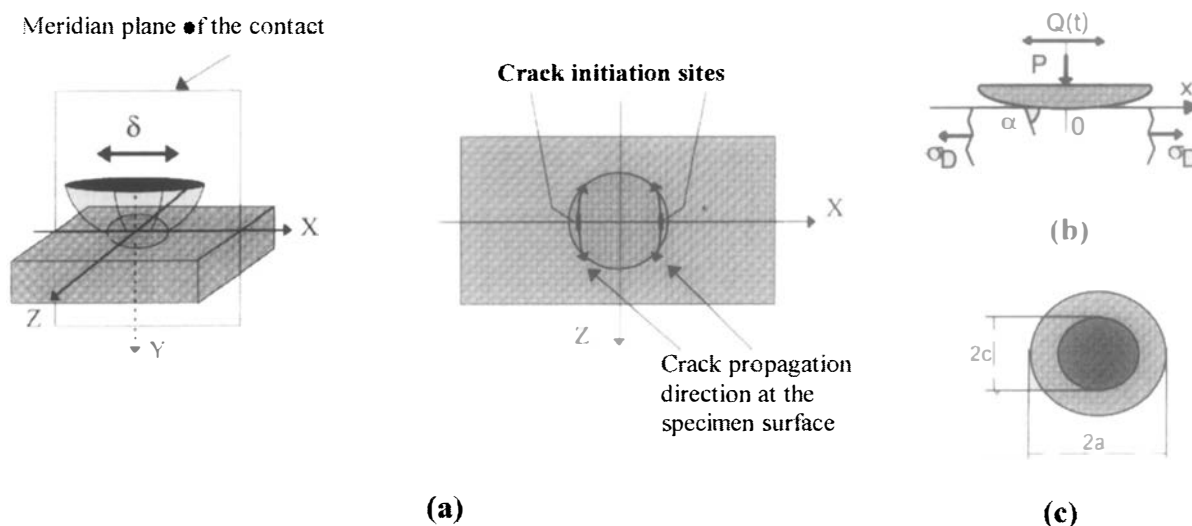 Meridian plane of the contact
δ
X
Z
Y
Crack initiation sites
X
Z
Crack propagation
direction at the
specimen surface
(a)
Q(t)
P
x
α
0
σD
σD
(b)
2c
2a
(c)